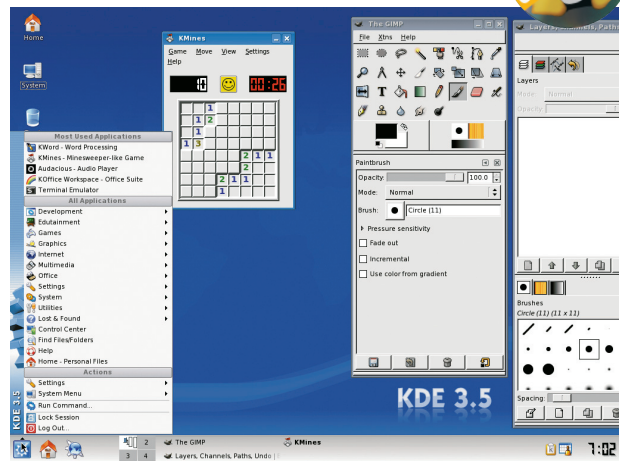 Home
System
KMines
Game Move View Settings
Help
10
00:26
1
1 2
1
1 3
2 1 1
2
2 1 1
2
Most Used Applications
KWord - Word Processing
KMines - Minesweeper-like Game
Audacious - Audio Player
KOffice Workspace - Office Suite
Terminal Emulator
All Applications
Development
Edutainment
Games
Graphics
Internet
Multimedia
Office
Settings
System
Utilities
Lost & Found
Control Center
Find Files/Folders
Help
Home - Personal Files
Actions
Settings
System Menu
Run Command...
Lock Session
Log Out...
KDE 3.5
The GIMP
File Xtns Help
Paintbrush
Opacity: 100.0
Mode: Normal
Brush: Circle (11)
Pressure sensitivity
Fade out
Incremental
Use color from gradient
Layers, Channels, Paths
Layers
Mode: Normal
Opacity:
Brushes
Circle (11) (11 x 11)
Spacing:
KDE 3.5
2
3 4
The GIMP
KMines
Layers, Channels, Paths, Undo
7:02